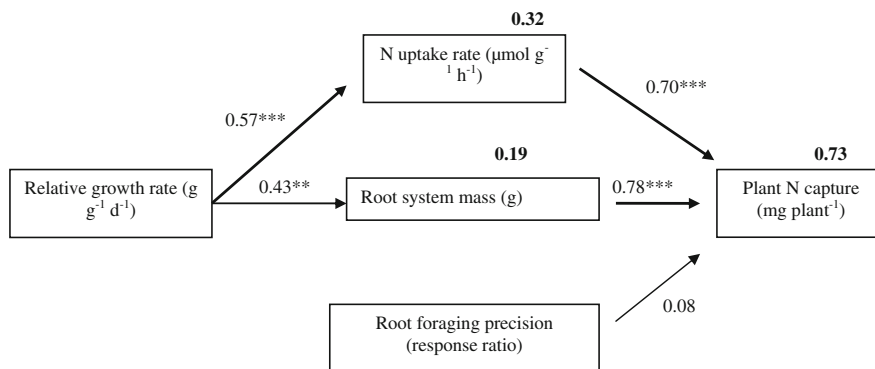 0.32
N uptake rate (µmol g⁻
¹ h⁻¹)
0.70***
0.57***
0.19
0.73
Relative growth rate (g
g⁻¹ d⁻¹)
0.43**
Root system mass (g)
0.78***
Plant N capture
(mg plant⁻¹)
0.08
Root foraging precision
(response ratio)